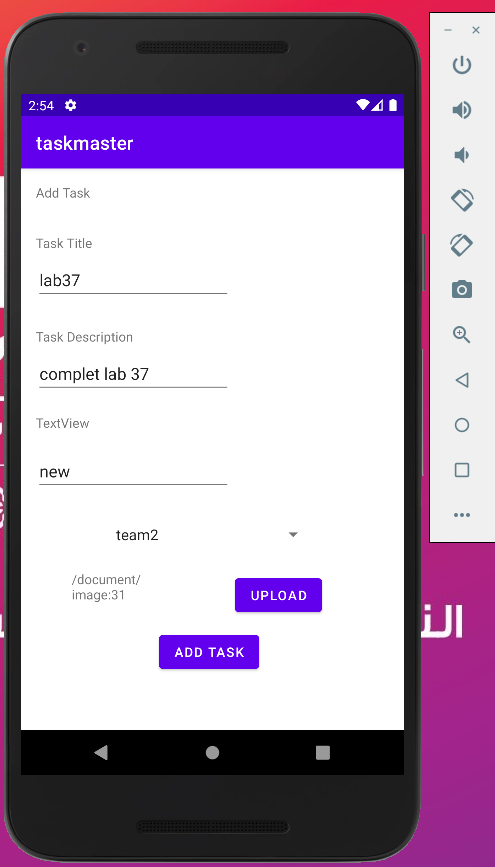 2:54
taskmaster
Add Task
Task Title
lab37
Task Description
complet lab 37
TextView
new
team2
/document/
image:31
UPLOAD
ADD TASK